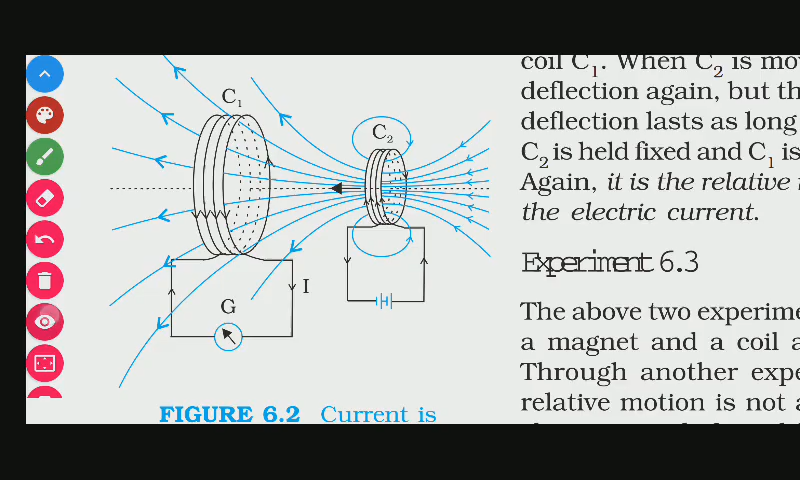 C1
C2
I
G
FIGURE 6.2 Current is
coil C1. When C2 is mo
deflection again, but th
deflection lasts as long
C2 is held fixed and C1 is
Again, it is the relative
the electric current.
Experiment 6.3
The above two experime
a magnet and a coil a
Through another expe
relative motion is not a